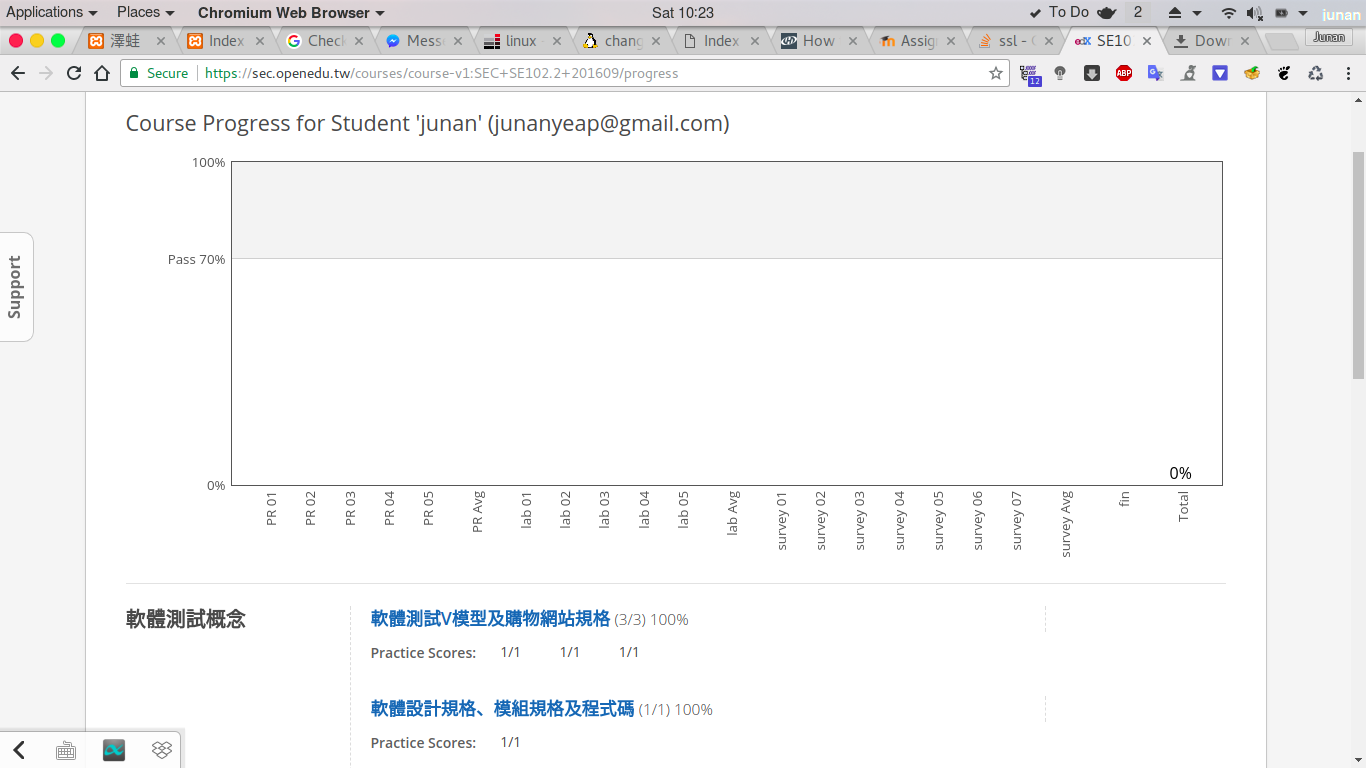 Applications Places Chromium Web Browser Sat 10:23 To Do 2 junan
澤蛙 Index Check Messe linux chang Index How Assig ssl - SE10 Down Junan
Secure https://sec.openedu.tw/courses/course-v1:SEC+SE102.2+201609/progress 12 ABP
Course Progress for Student 'junan' (junanyeap@gmail.com)
100%
Pass 70%
Support
0%
0%
PR 01
PR 02
PR 03
PR 04
PR 05
PR Avg
lab 01
lab 02
lab 03
lab 04
lab 05
lab Avg
survey 01
survey 02
survey 03
survey 04
survey 05
survey 06
survey 07
survey Avg
fin
Total
軟體測試概念
軟體測試V模型及購物網站規格 (3/3) 100%
Practice Scores: 1/1 1/1 1/1
軟體設計規格、模組規格及程式碼 (1/1) 100%
Practice Scores: 1/1